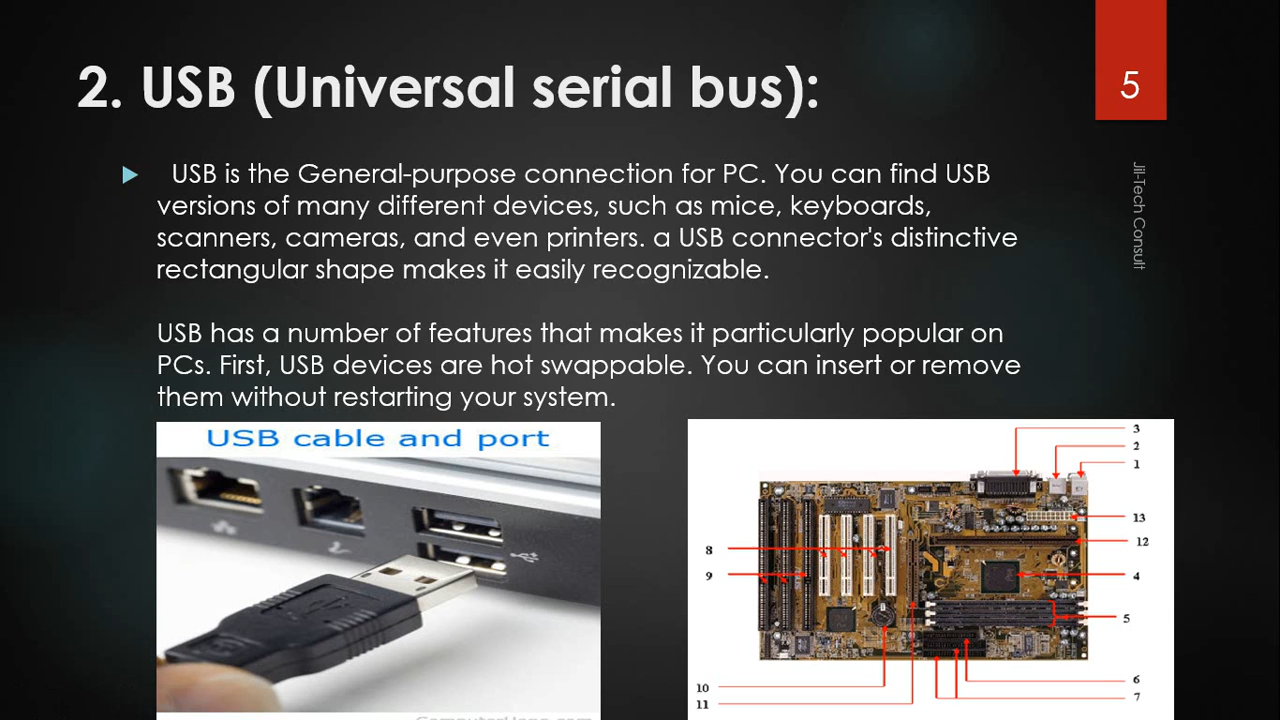 2. USB (Universal serial bus):
5
Jil-Tech Consult
USB is the General-purpose connection for PC. You can find USB
versions of many different devices, such as mice, keyboards,
scanners, cameras, and even printers. a USB connector's distinctive
rectangular shape makes it easily recognizable.
USB has a number of features that makes it particularly popular on
PCs. First, USB devices are hot swappable. You can insert or remove
them without restarting your system.
USB cable and port
3
2
1
13
12
8
9
4
5
10
11
6
7